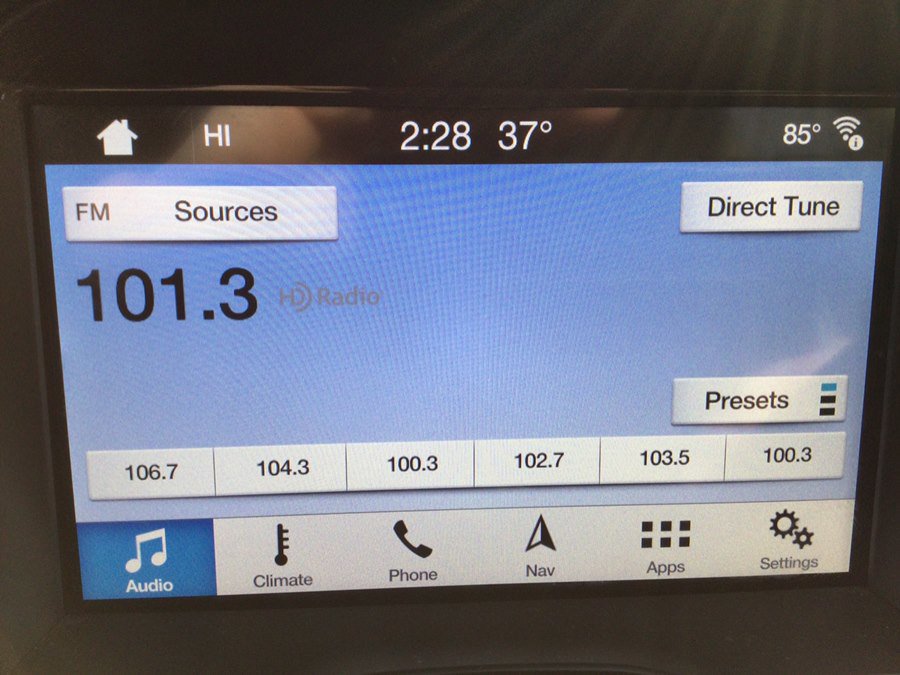 HI 2:28 37° 85°
FM Sources Direct Tune
101.3 HD Radio
Presets
106.7 104.3 100.3 102.7 103.5 100.3
Audio Climate Phone Nav Apps Settings